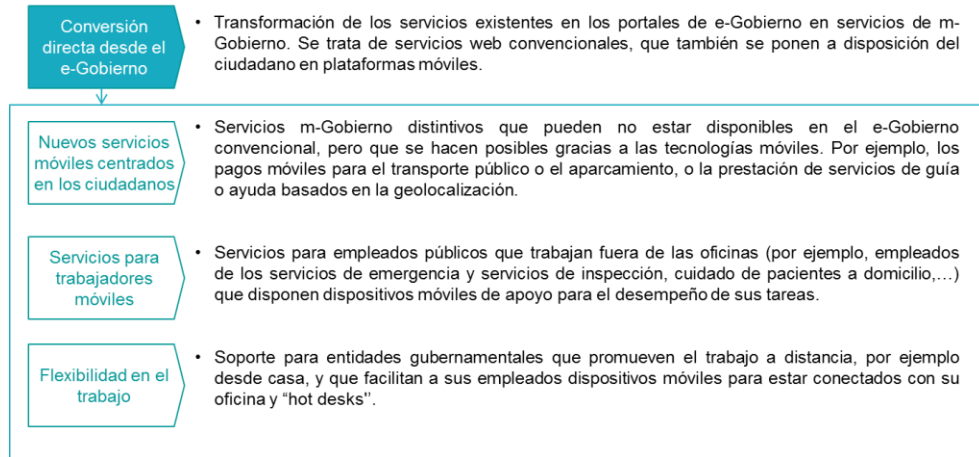 Conversión
directa desde el
e-Gobierno
• Transformación de los servicios existentes en los portales de e-Gobierno en servicios de m-
Gobierno. Se trata de servicios web convencionales, que también se ponen a disposición del
ciudadano en plataformas móviles.
Nuevos servicios
móviles centrados
en los ciudadanos
• Servicios m-Gobierno distintivos que pueden no estar disponibles en el e-Gobierno
convencional, pero que se hacen posibles gracias a las tecnologías móviles. Por ejemplo, los
pagos móviles para el transporte público o el aparcamiento, o la prestación de servicios de guía
o ayuda basados en la geolocalización.
Servicios para
trabajadores
móviles
• Servicios para empleados públicos que trabajan fuera de las oficinas (por ejemplo, empleados
de los servicios de emergencia y servicios de inspección, cuidado de pacientes a domicilio,…)
que disponen dispositivos móviles de apoyo para el desempeño de sus tareas.
Flexibilidad en el
trabajo
• Soporte para entidades gubernamentales que promueven el trabajo a distancia, por ejemplo
desde casa, y que facilitan a sus empleados dispositivos móviles para estar conectados con su
oficina y “hot desks''.